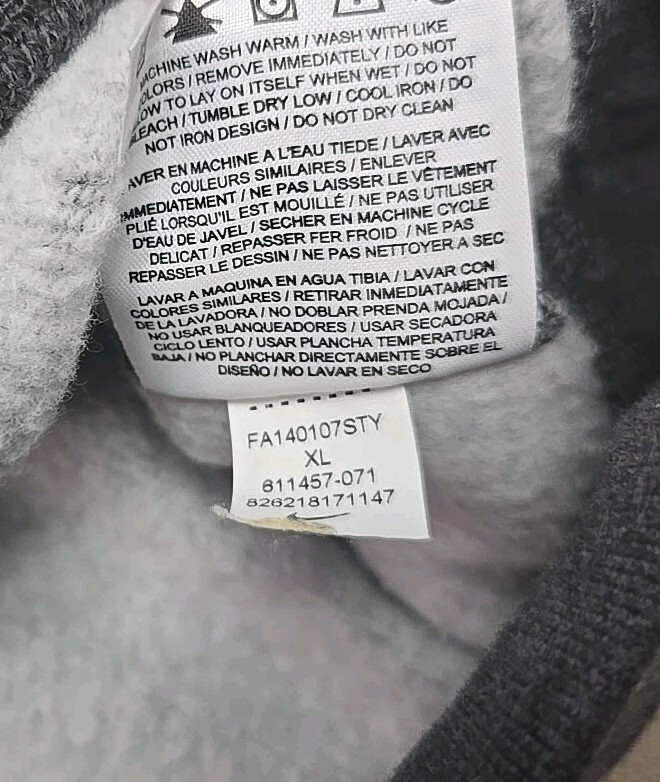 MACHINE WASH WARM / WASH WITH LIKE
COLORS / REMOVE IMMEDIATELY / DO NOT
OW TO LAY ON ITSELF WHEN WET / DO NOT
LEACH / TUMBLE DRY LOW / COOL IRON / DO
NOT IRON DESIGN / DO NOT DRY CLEAN
AVER EN MACHINE A L'EAU TIEDE / LAVER AVEC
COULEURS SIMILAIRES / ENLEVER
IMMEDIATEMENT / NE PAS LAISSER LE VÊTEMENT
PLIÉ LORSQU'IL EST MOUILLÉ / NE PAS UTILISER
D'EAU DE JAVEL / SECHER EN MACHINE CYCLE
DELICAT / REPASSER FER FROID / NE PAS
REPASSER LE DESSIN / NE PAS NETTOYER A SEC
LAVAR A MAQUINA EN AGUA TIBIA / LAVAR CON
COLORES SIMILARES / RETIRAR INMEDIATAMENTE
DE LA LAVADORA / NO DOBLAR PRENDA MOJADA /
NO USAR BLANQUEADORES / USAR SECADORA
CICLO LENTO / USAR PLANCHA TEMPERATURA
BAJA / NO PLANCHAR DIRECTAMENTE SOBRE EL
DISEÑO / NO LAVAR EN SECO
FA140107STY
XL
611457-071
826218171147